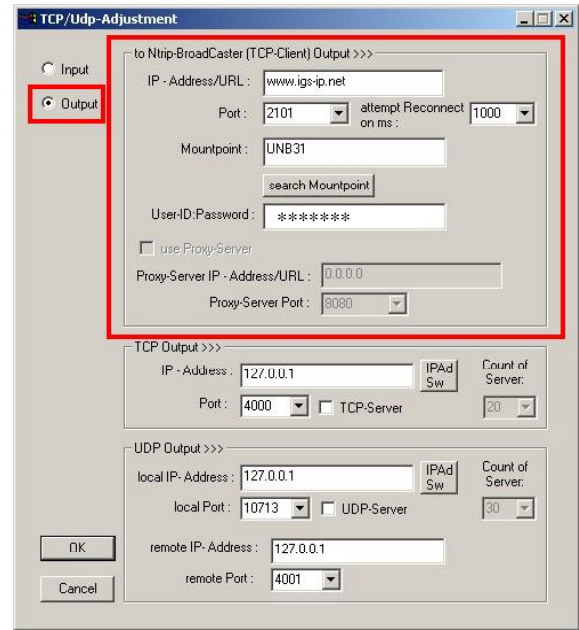 TCP/Udp-Adjustment
Input
Output
to Ntrip-BroadCaster (TCP-Client) Output >>>
IP - Address/URL : www.igs-ip.net
Port : 2101 attempt Reconnect on ms : 1000
Mountpoint : UNB31
search Mountpoint
User-ID:Password : *******
use Proxy-Server
Proxy-Server IP - Address/URL : 0.0.0.0
Proxy-Server Port : 8080
TCP Output >>>
IP - Address : 127.0.0.1 IPAd Sw Count of Server:
Port : 4000 TCP-Server 20
UDP Output >>>
local IP- Address : 127.0.0.1 IPAd Sw Count of Server:
local Port : 10713 UDP-Server 30
remote IP- Address : 127.0.0.1
remote Port : 4001
OK
Cancel